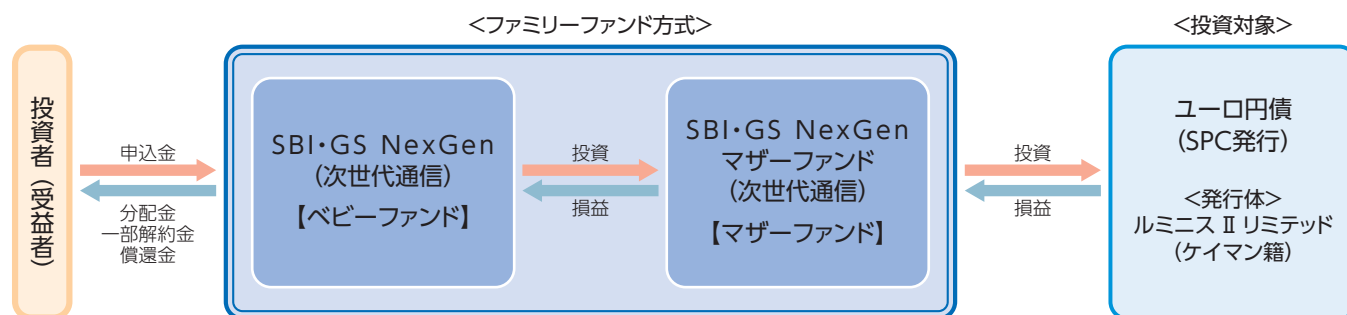 <ファミリーファンド方式>
<投資対象>
投資者（受益者）
申込金
分配金
一部解約金
償還金
SBI・GS NexGen
（次世代通信）
【ベビーファンド】
投資
損益
SBI・GS NexGen
マザーファンド
（次世代通信）
【マザーファンド】
投資
損益
ユーロ円債
（SPC発行）
<発行体>
ルミニス Ⅱ リミテッド
（ケイマン籍）